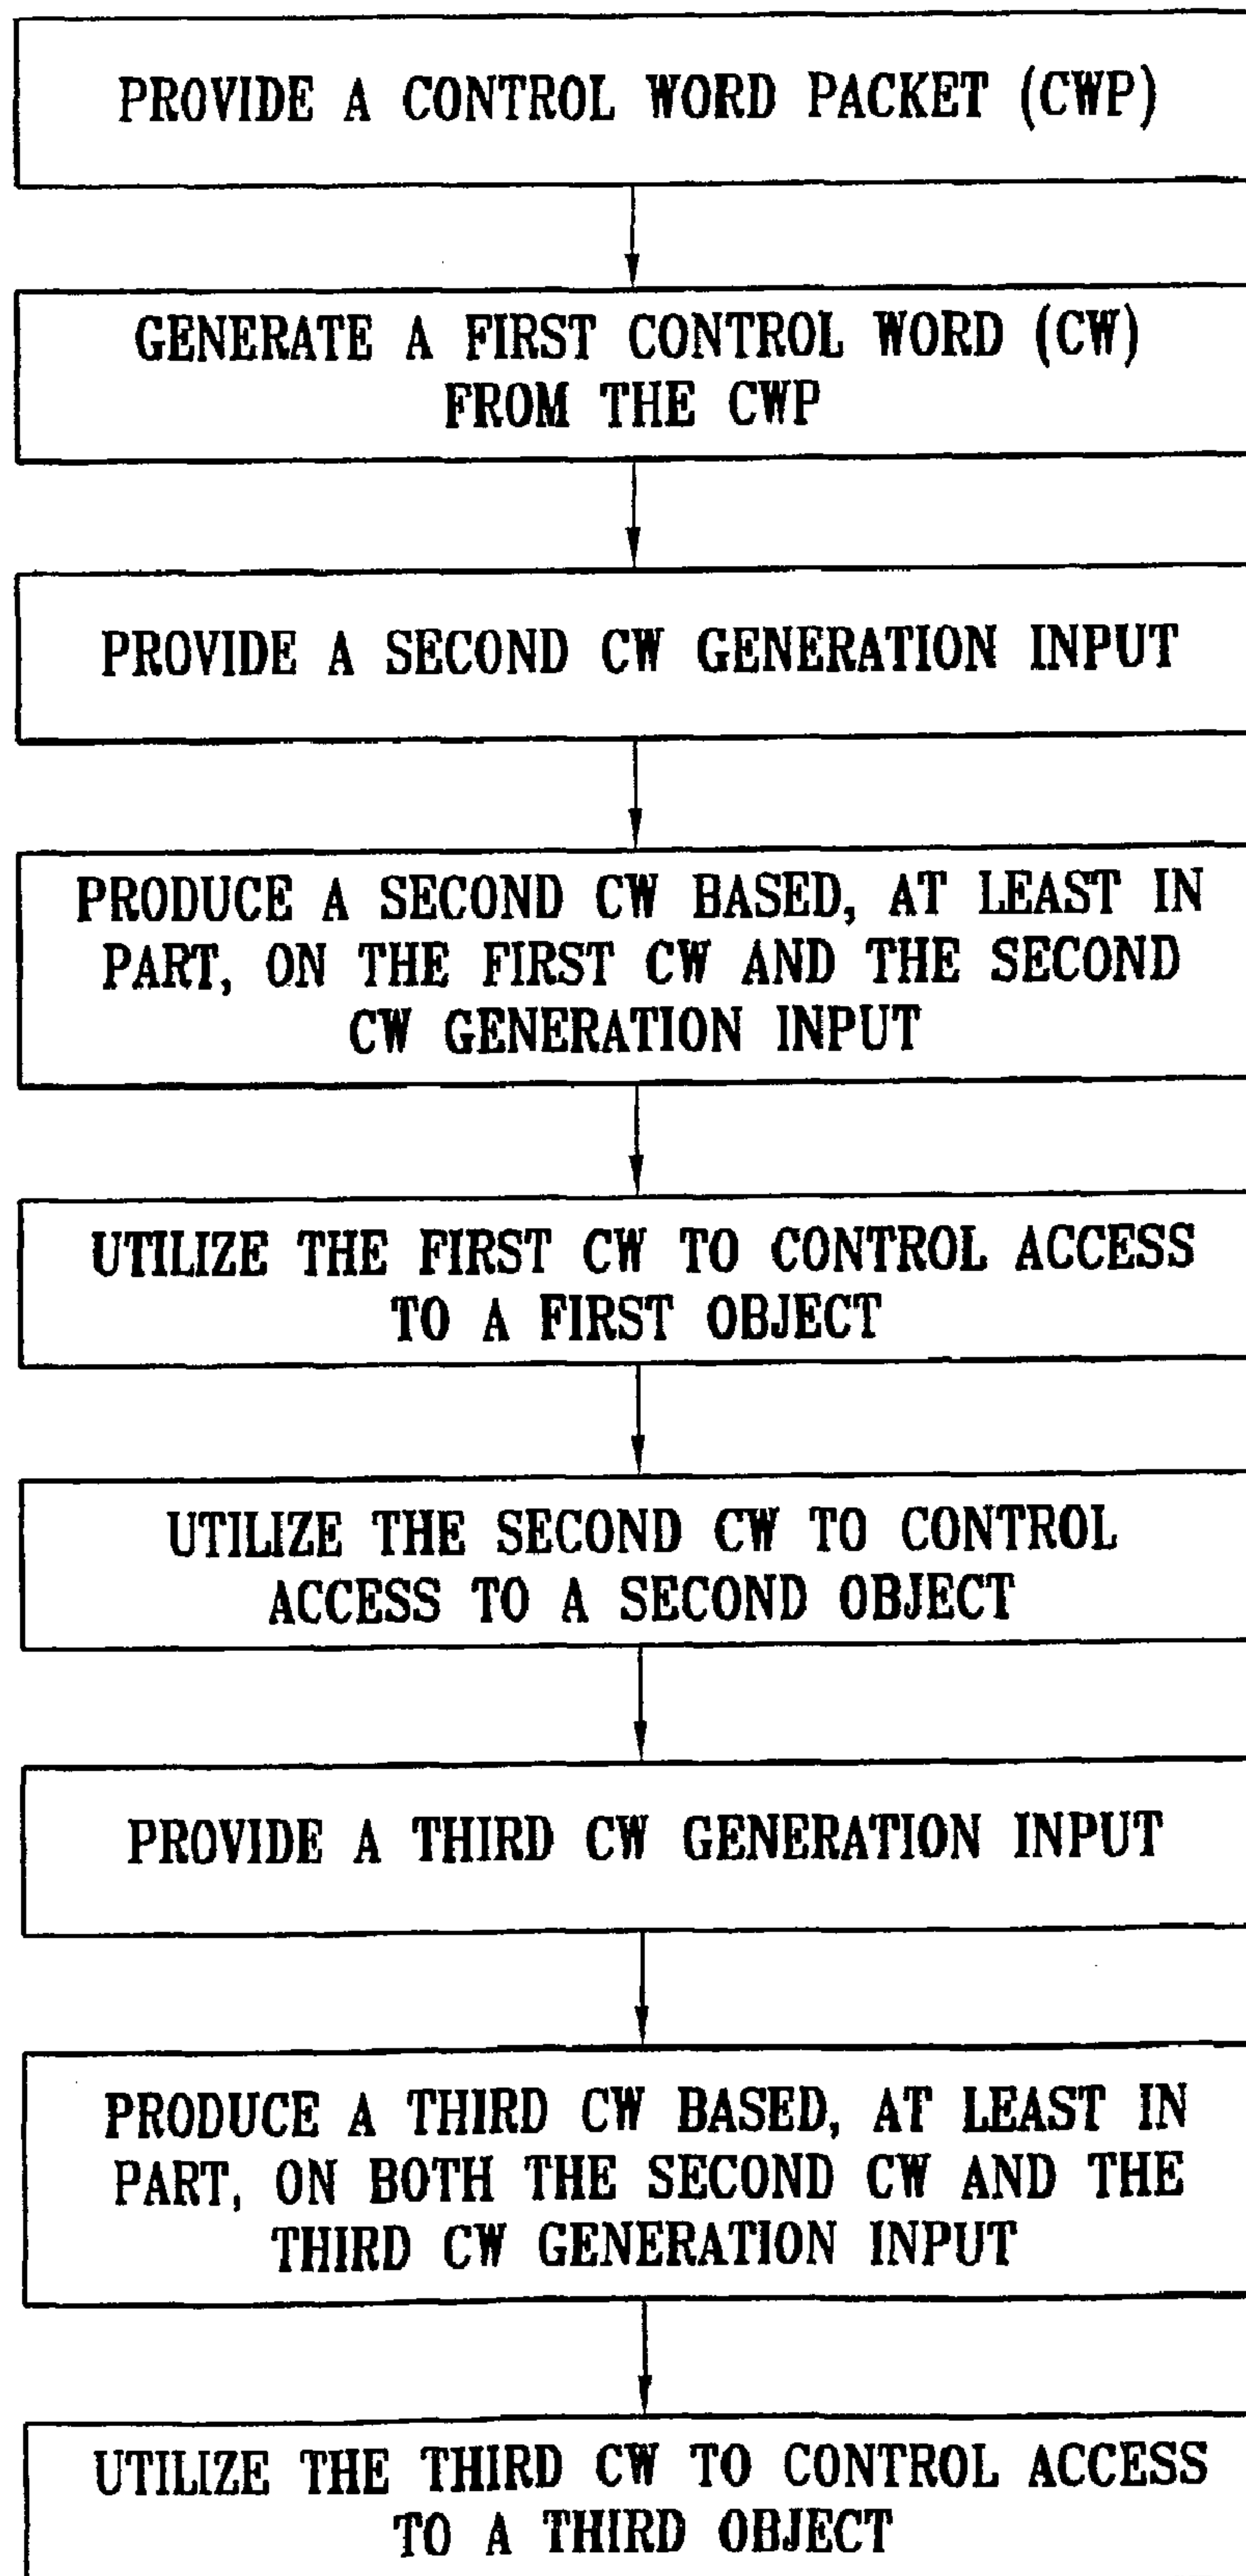 PROVIDE A CONTROL WORD PACKET (CWP)
GENERATE A FIRST CONTROL WORD (CW)
FROM THE CWP
PROVIDE A SECOND CW GENERATION INPUT
PRODUCE A SECOND CW BASED, AT LEAST IN
PART, ON THE FIRST CW AND THE SECOND
CW GENERATION INPUT
UTILIZE THE FIRST CW TO CONTROL ACCESS
TO A FIRST OBJECT
UTILIZE THE SECOND CW TO CONTROL
ACCESS TO A SECOND OBJECT
PROVIDE A THIRD CW GENERATION INPUT
PRODUCE A THIRD CW BASED, AT LEAST IN
PART, ON BOTH THE SECOND CW AND THE
THIRD CW GENERATION INPUT
UTILIZE THE THIRD CW TO CONTROL ACCESS
TO A THIRD OBJECT